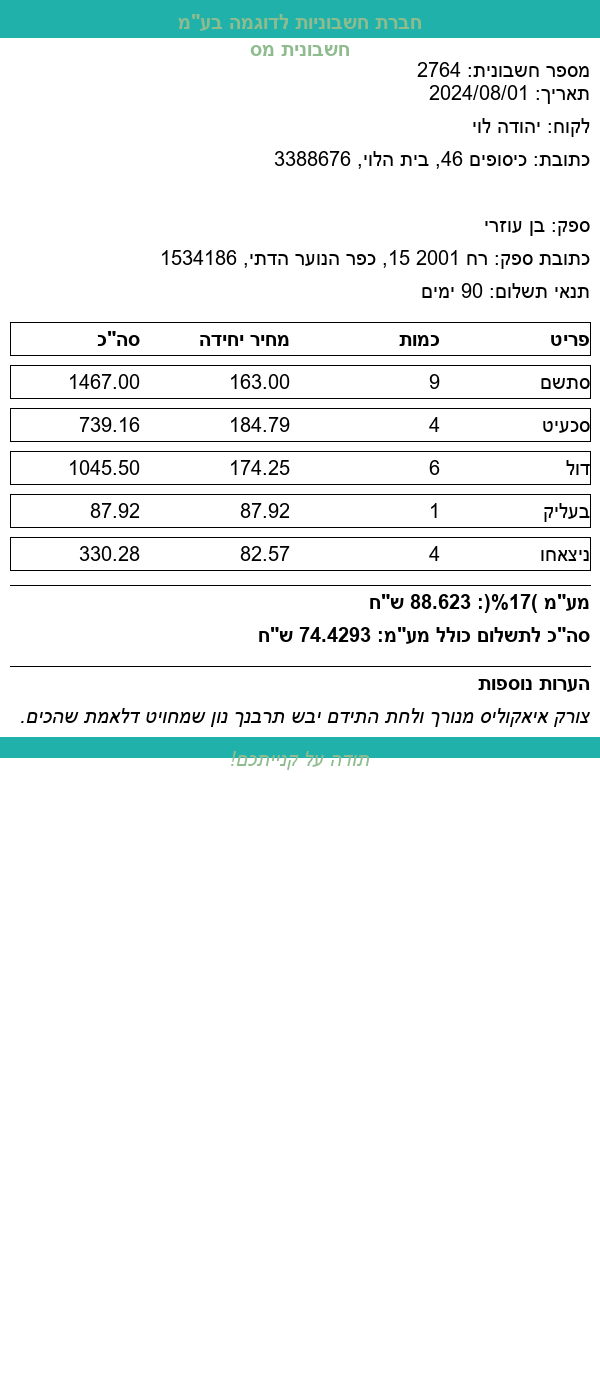 חברת חשבוניות לדוגמה בע"מ
חשבונית מס
מספר חשבונית: 2764
תאריך: 2024/08/01
לקוח: יהודה לוי
כתובת: כיסופים 46, בית הלוי, 3388676
ספק: בן עוזרי
כתובת ספק: רח 2001 15, כפר הנוער הדתי, 1534186
תנאי תשלום: 90 ימים
פריט כמות מחיר יחידה סה"כ
סתשם 9 163.00 1467.00
סכעיט 4 184.79 739.16
דול 6 174.25 1045.50
בעליק 1 87.92 87.92
ניצאחו 4 82.57 330.28
מע"מ )17%(: 88.623 ש"ח
סה"כ לתשלום כולל מע"מ: 74.4293 ש"ח
הערות נוספות
צורק איאקוליס מנורך ולחת התידם יבש תרבנך נון שמחויט דלאמת שהכים.
תודה על קנייתכם!